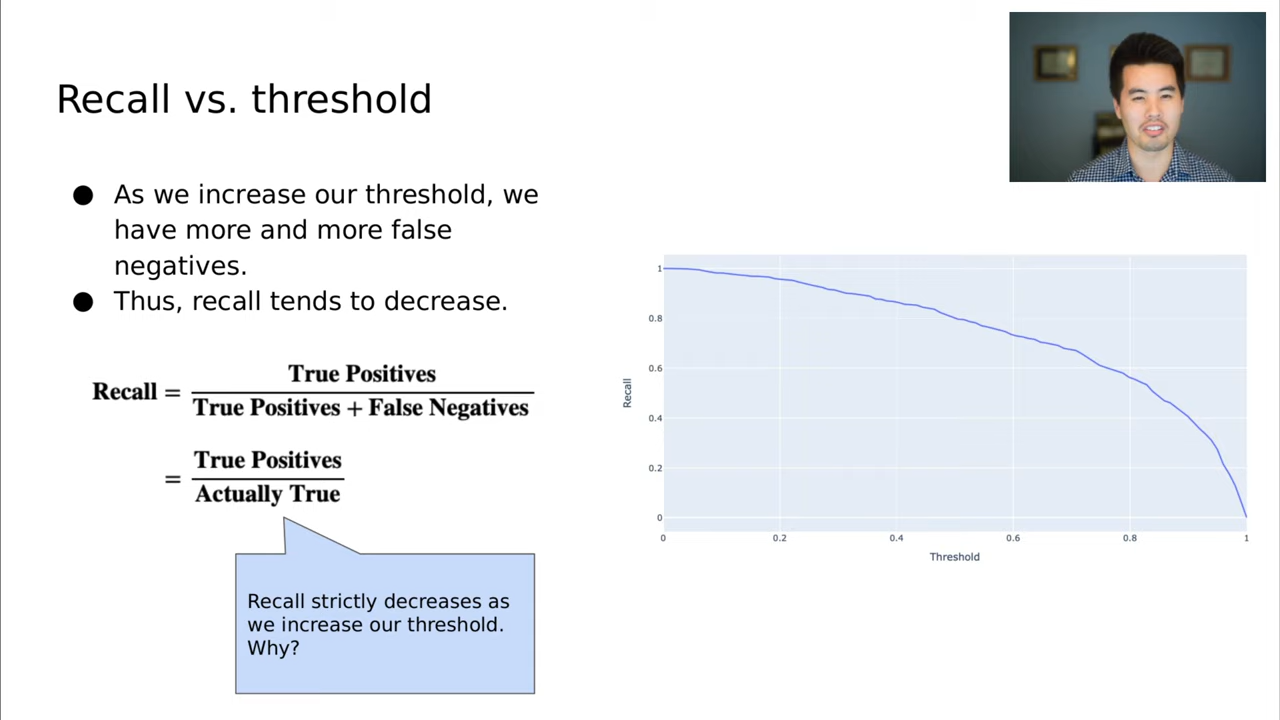 Recall vs. threshold
● As we increase our threshold, we
have more and more false
negatives.
● Thus, recall tends to decrease.
Recall = True Positives / True Positives + False Negatives
= True Positives / Actually True
Recall strictly decreases as
we increase our threshold.
Why?
1
0.8
0.6
0.4
0.2
0
Recall
0 0.2 0.4 0.6 0.8 1
Threshold